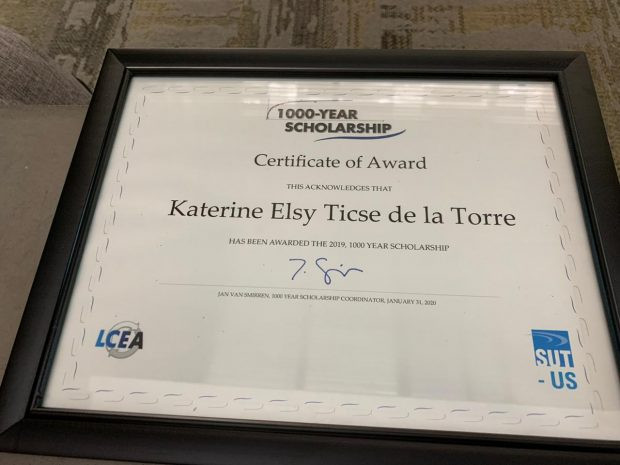 1000-YEAR
SCHOLARSHIP
Certificate of Award
THIS ACKNOWLEDGES THAT
Katerine Elsy Ticse de la Torre
HAS BEEN AWARDED THE 2019, 1000 YEAR SCHOLARSHIP
JAN VAN SMIRREN, 1000 YEAR SCHOLARSHIP COORDINATOR, JANUARY 31, 2020
LCEA
SUT
- US